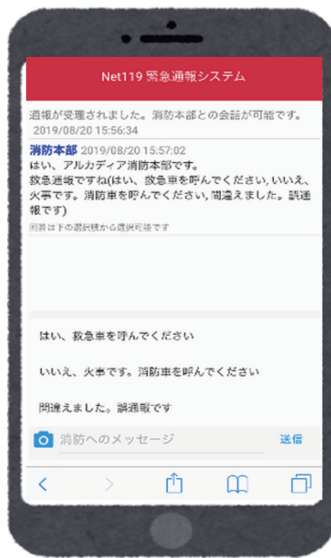 Net119 緊急通報システム
通報が受理されました。消防本部との会話が可能です。
2019/08/20 15:56:34
消防本部 2019/08/20 15:57:02
はい、アルカディア消防本部です。
救急通報ですね(はい、救急車を呼んでください,いいえ、
火事です。消防車を呼んでください,間違えました。誤通
報です)
回答は下の選択肢から選択可能です
はい、救急車を呼んでください
いいえ、火事です。消防車を呼んでください
間違えました。誤通報です
消防へのメッセージ
送信